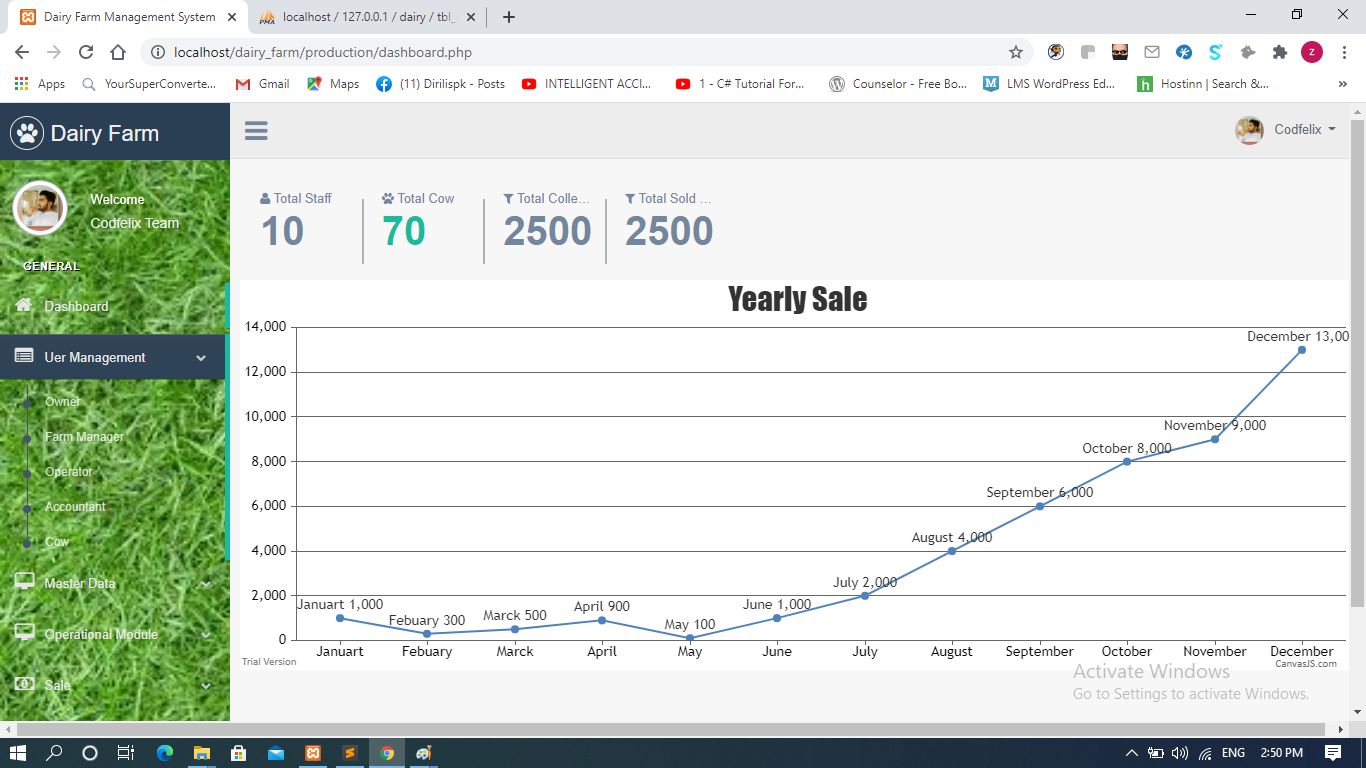 Dairy Farm Management System
localhost / 127.0.0.1 / dairy / tbl_
localhost/dairy_farm/production/dashboard.php
Z
Apps
YourSuperConverte...
Gmail
Maps
(11) Dirilispk - Posts
INTELLIGENT ACCI...
1 - C# Tutorial For...
Counselor - Free Bo...
LMS WordPress Ed...
Hostinn | Search &...
»
Dairy Farm
Codfelix
Welcome
Codfelix Team
GENERAL
Dashboard
Uer Management
Owner
Farm Manager
Operator
Accountant
Cow
Master Data
Operational Module
Sale
Total Staff
10
Total Cow
70
Total Colle...
2500
Total Sold ...
2500
Yearly Sale
14,000
12,000
10,000
8,000
6,000
4,000
2,000
0
Januart 1,000
Febuary 300
Marck 500
April 900
May 100
June 1,000
July 2,000
August 4,000
September 6,000
October 8,000
November 9,000
December 13,00
Januart
Febuary
Marck
April
May
June
July
August
September
October
November
December
Trial Version
CanvasJS.com
Activate Windows
Go to Settings to activate Windows.
ENG
2:50 PM